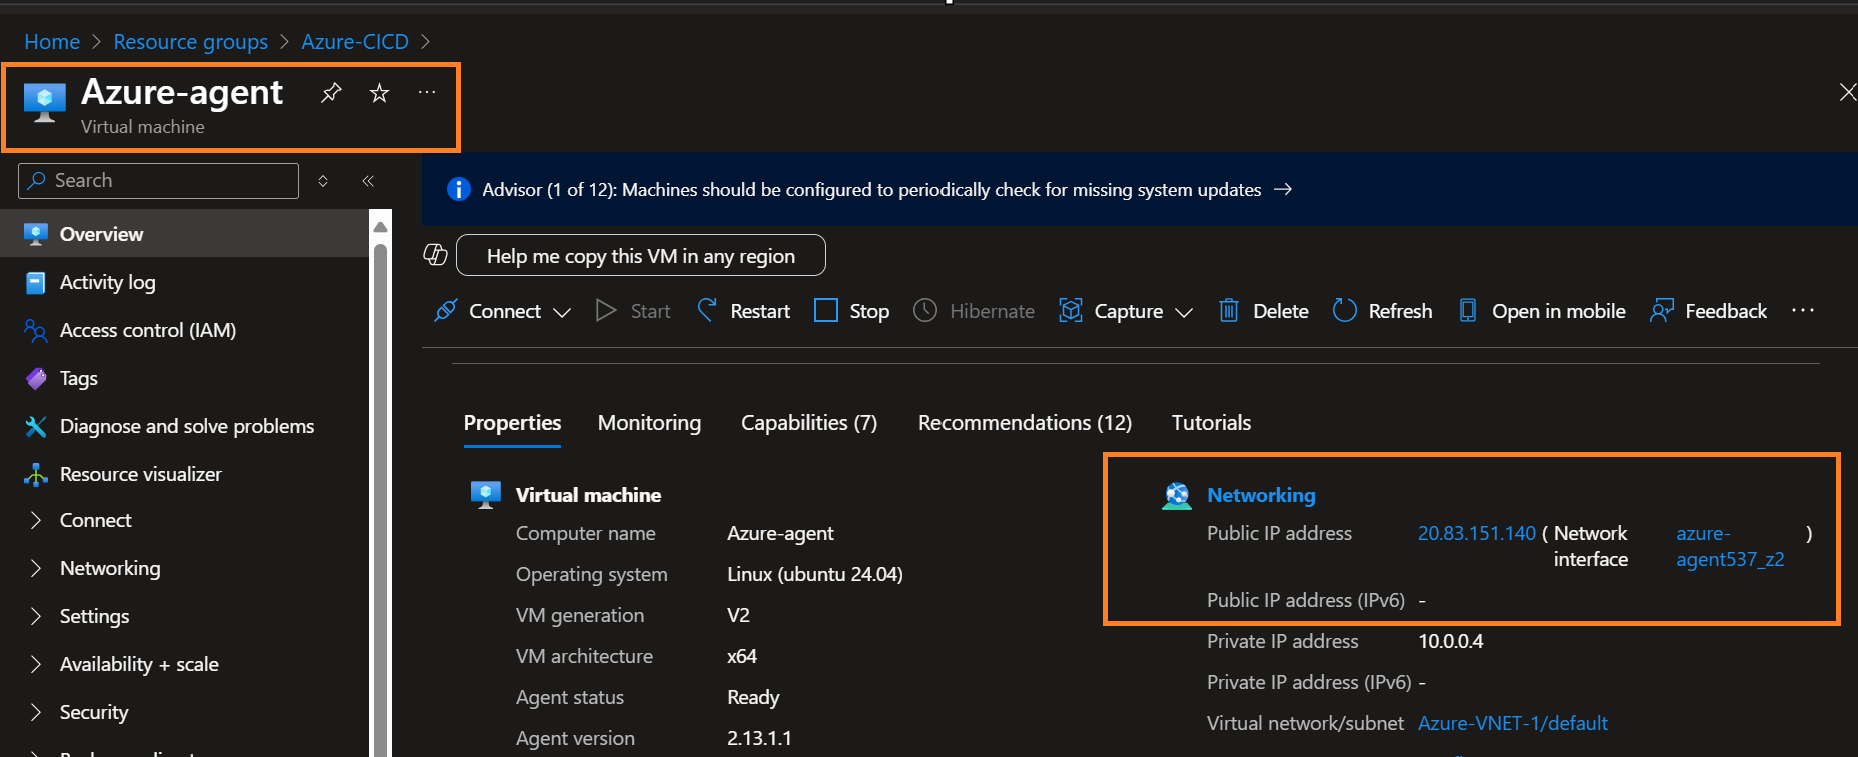 Home > Resource groups > Azure-CICD >
Azure-agent ...
Virtual machine
Search
Overview
Activity log
Access control (IAM)
Tags
Diagnose and solve problems
Resource visualizer
Connect
Networking
Settings
Availability + scale
Security
Advisor (1 of 12): Machines should be configured to periodically check for missing system updates →
Help me copy this VM in any region
Connect Start Restart Stop Hibernate Capture Delete Refresh Open in mobile Feedback ...
Properties Monitoring Capabilities (7) Recommendations (12) Tutorials
Virtual machine
Computer name Azure-agent
Operating system Linux (ubuntu 24.04)
VM generation V2
VM architecture x64
Agent status Ready
Agent version 2.13.1.1
Networking
Public IP address 20.83.151.140 ( Network azure- )
interface agent537_z2
Public IP address (IPv6) -
Private IP address 10.0.0.4
Private IP address (IPv6) -
Virtual network/subnet Azure-VNET-1/default